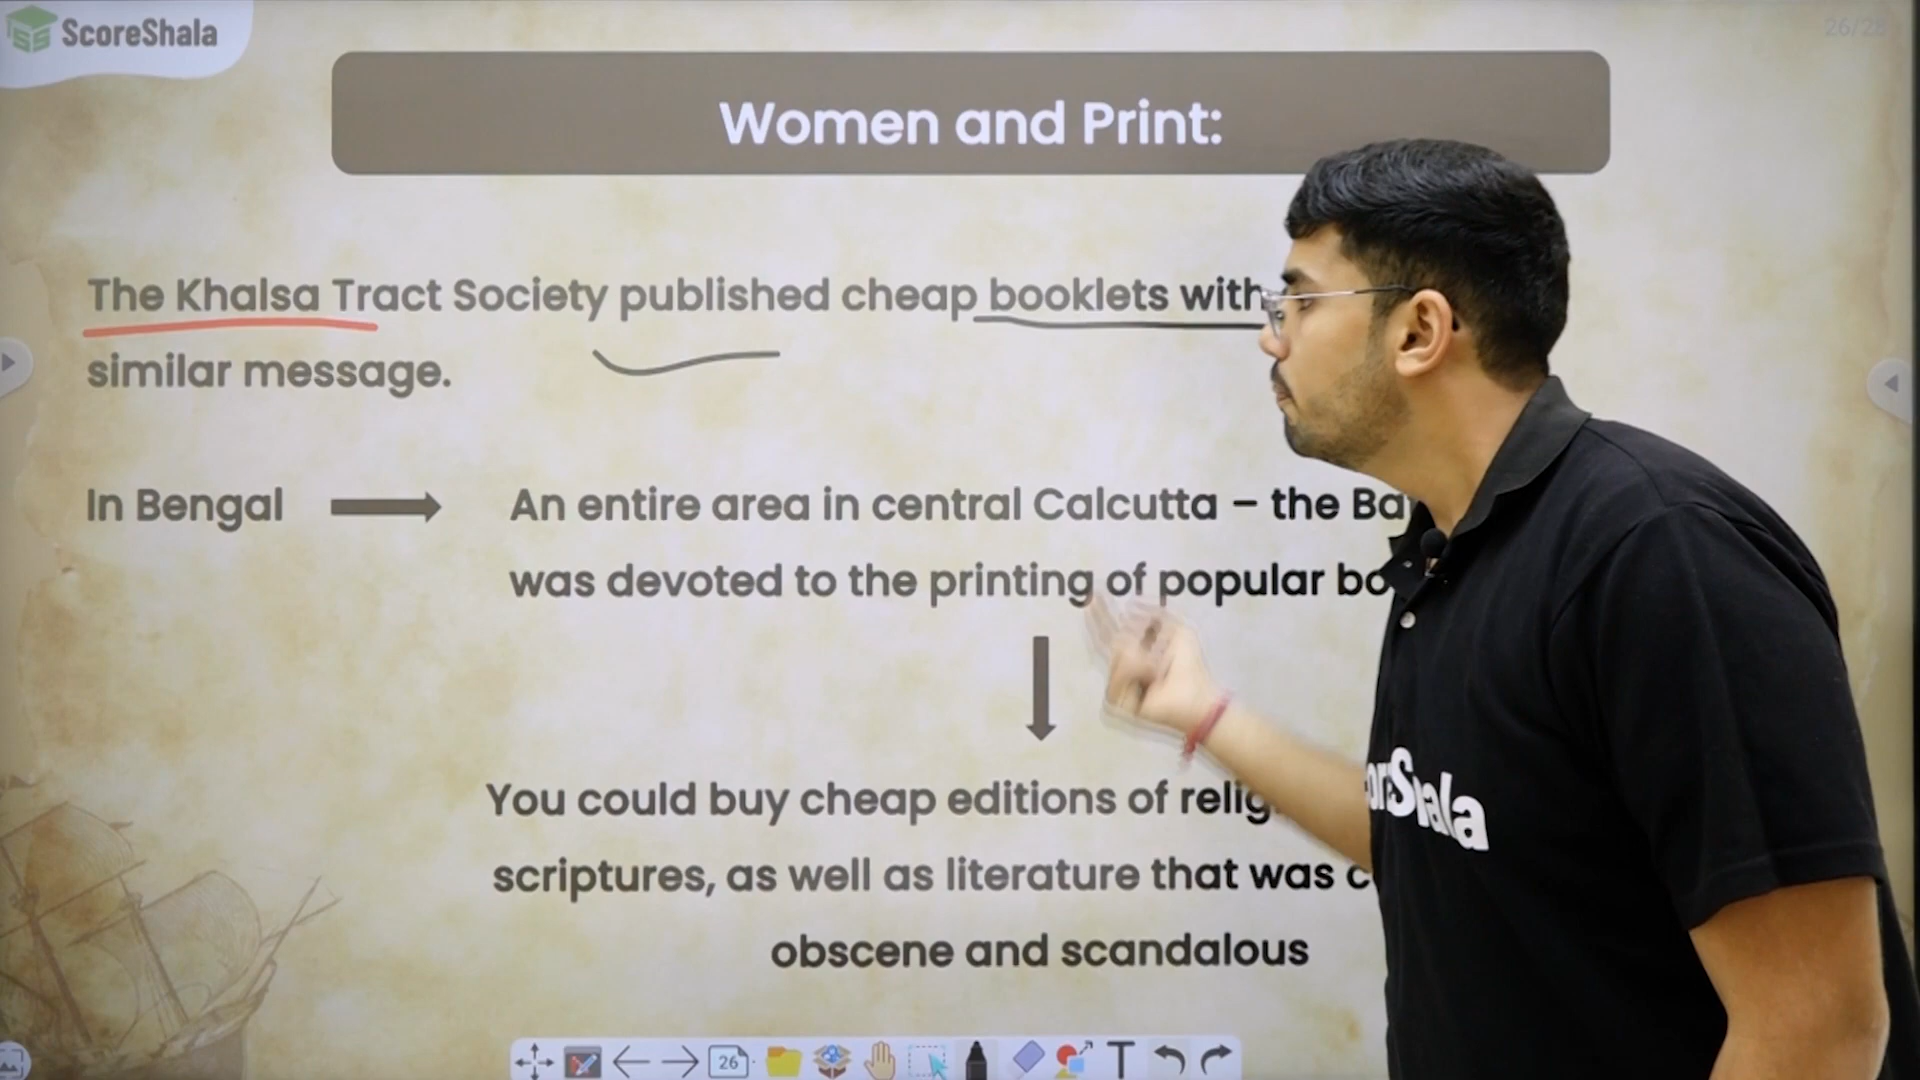 ScoreShala
26/28
Women and Print:
The Khalsa Tract Society published cheap booklets with
similar message.
In Bengal
An entire area in central Calcutta – the
was devoted to the printing of popular
You could buy cheap editions of
scriptures, as well as literature that was
obscene and scandalous
26
T